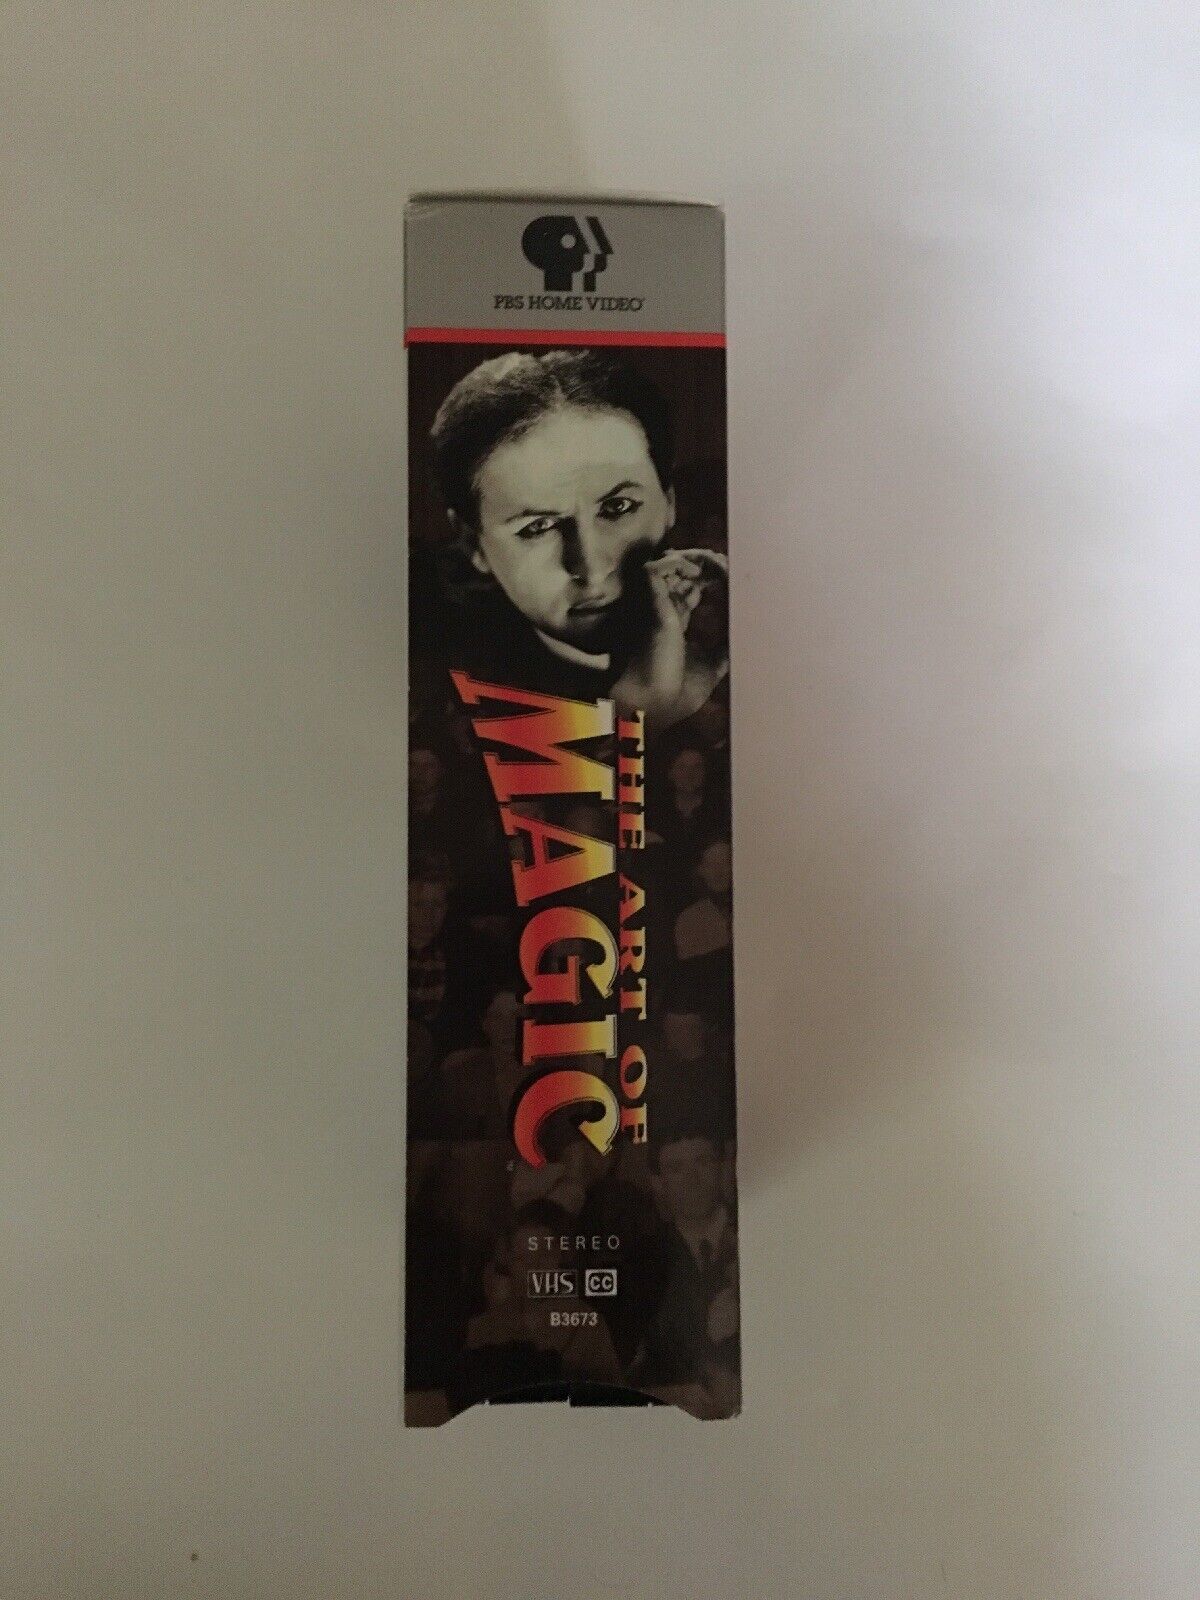 PBS HOME VIDEO
THE ART OF
MAGIC
STEREO
VHS CC
B3673